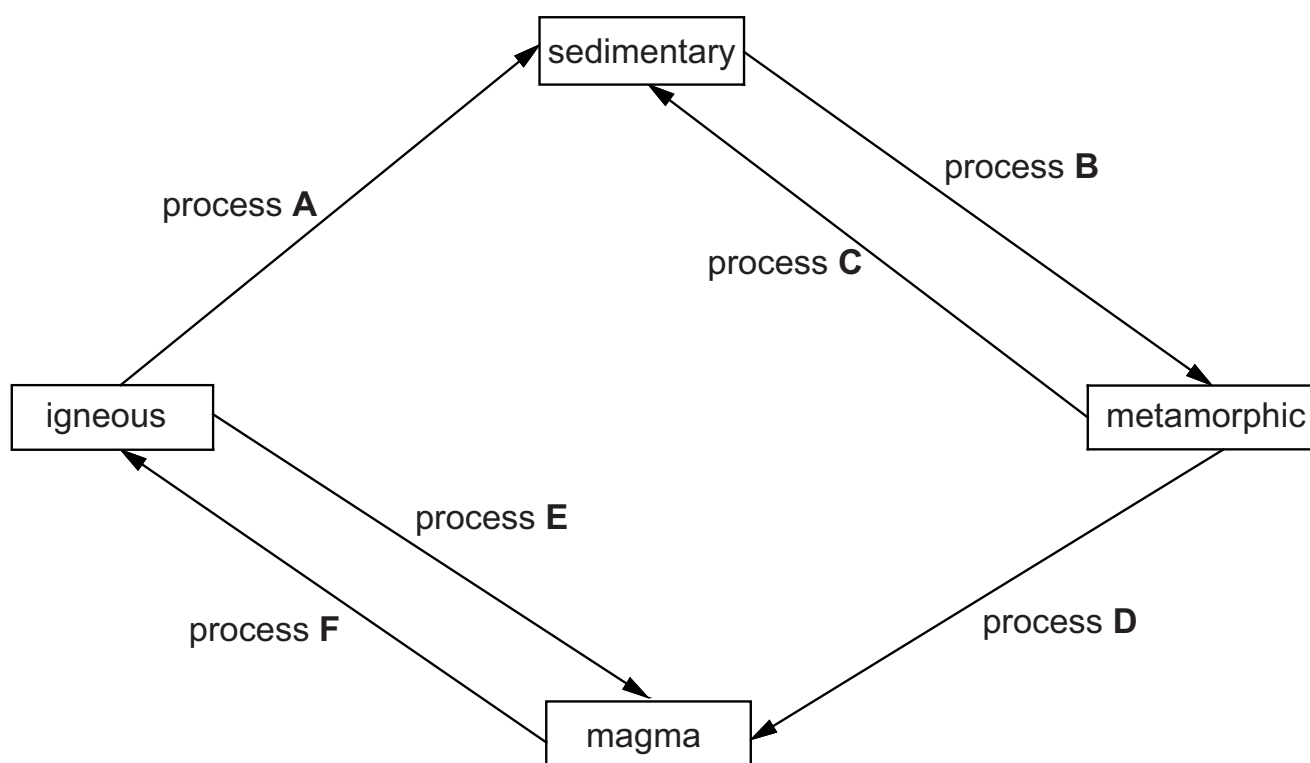 sedimentary
process B
process A
process C
igneous
metamorphic
process E
process D
process F
magma